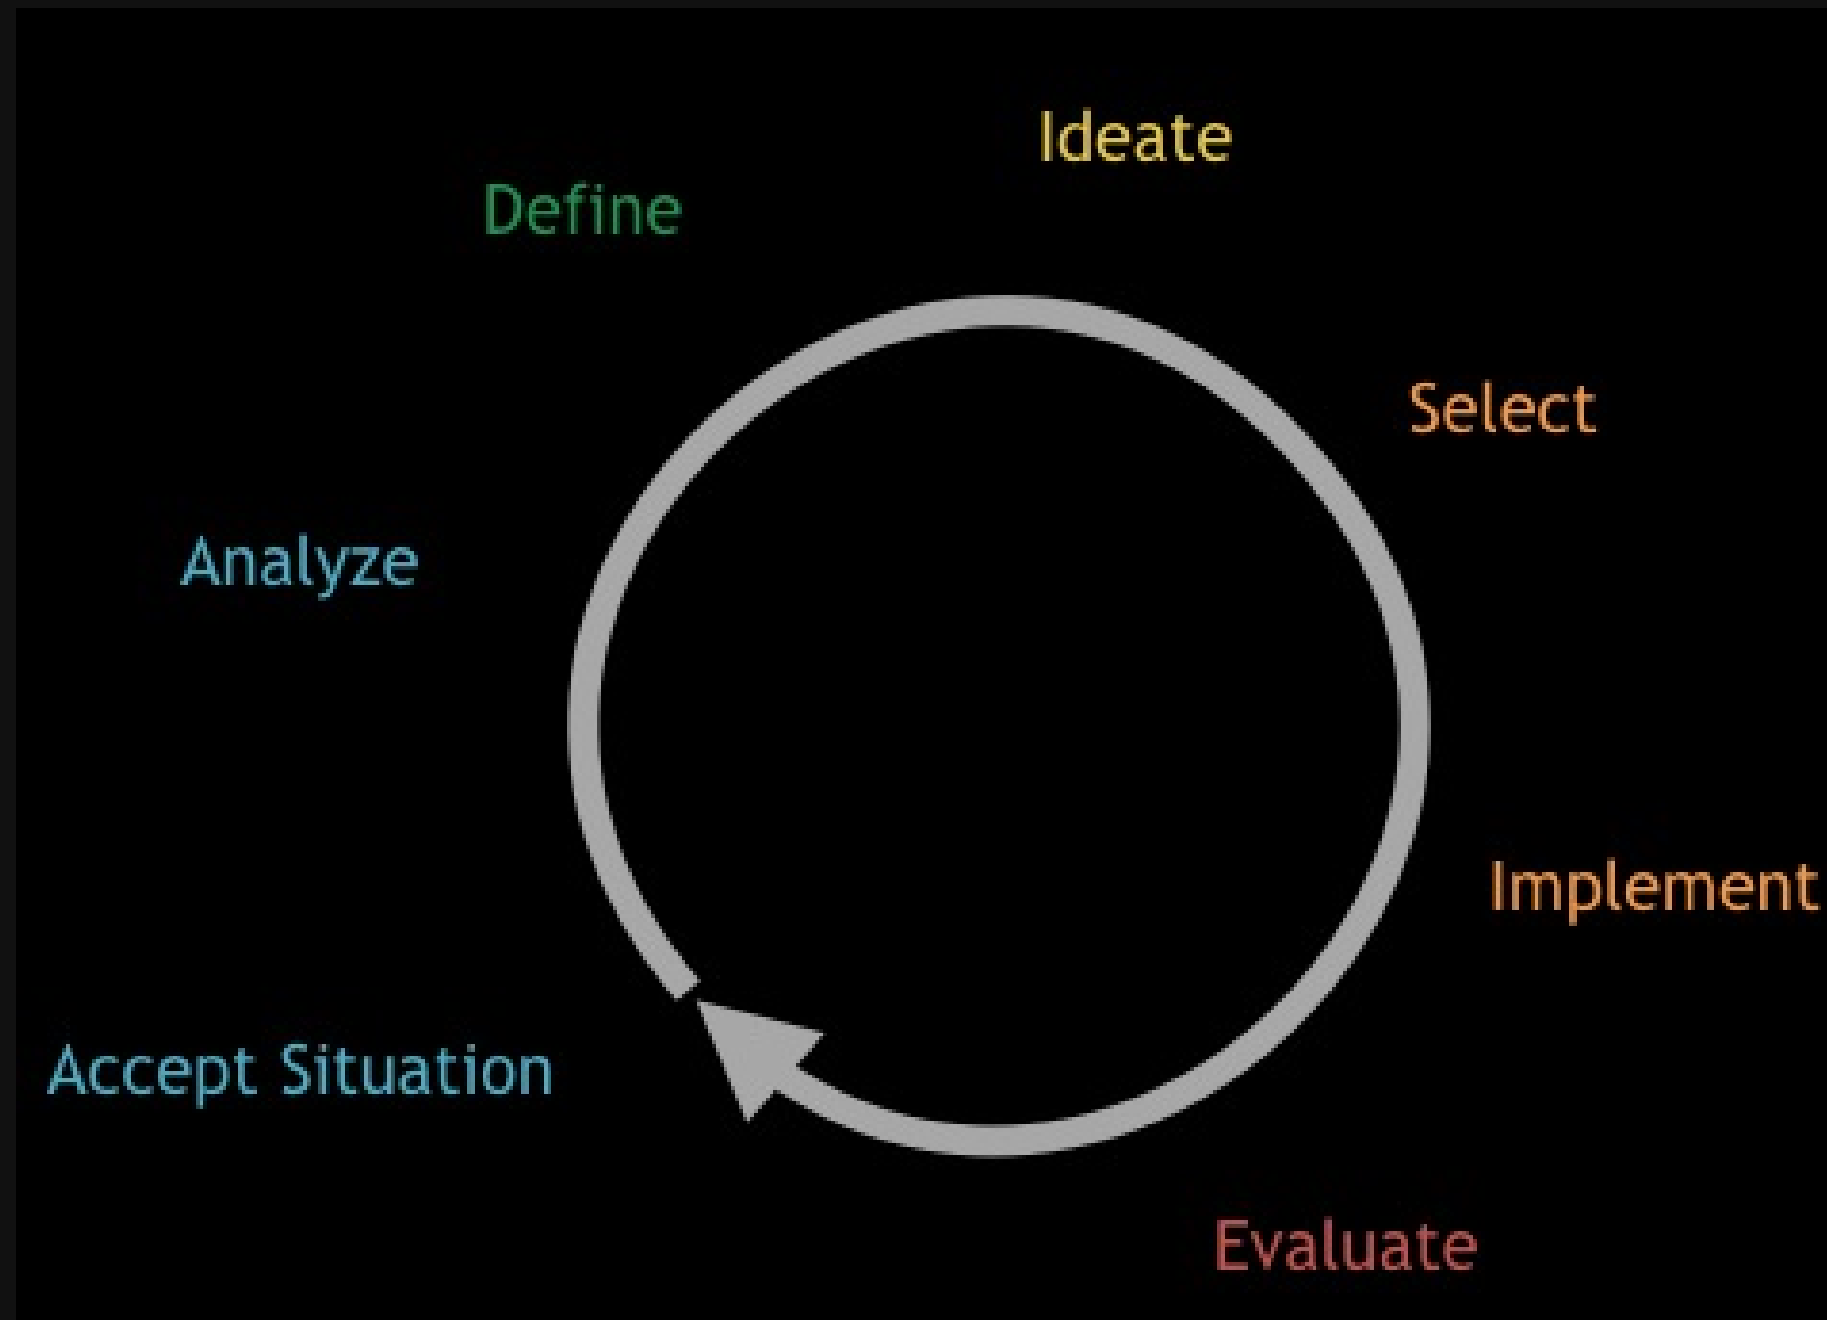 Ideate
Define
Select
Analyze
Implement
Accept Situation
Evaluate